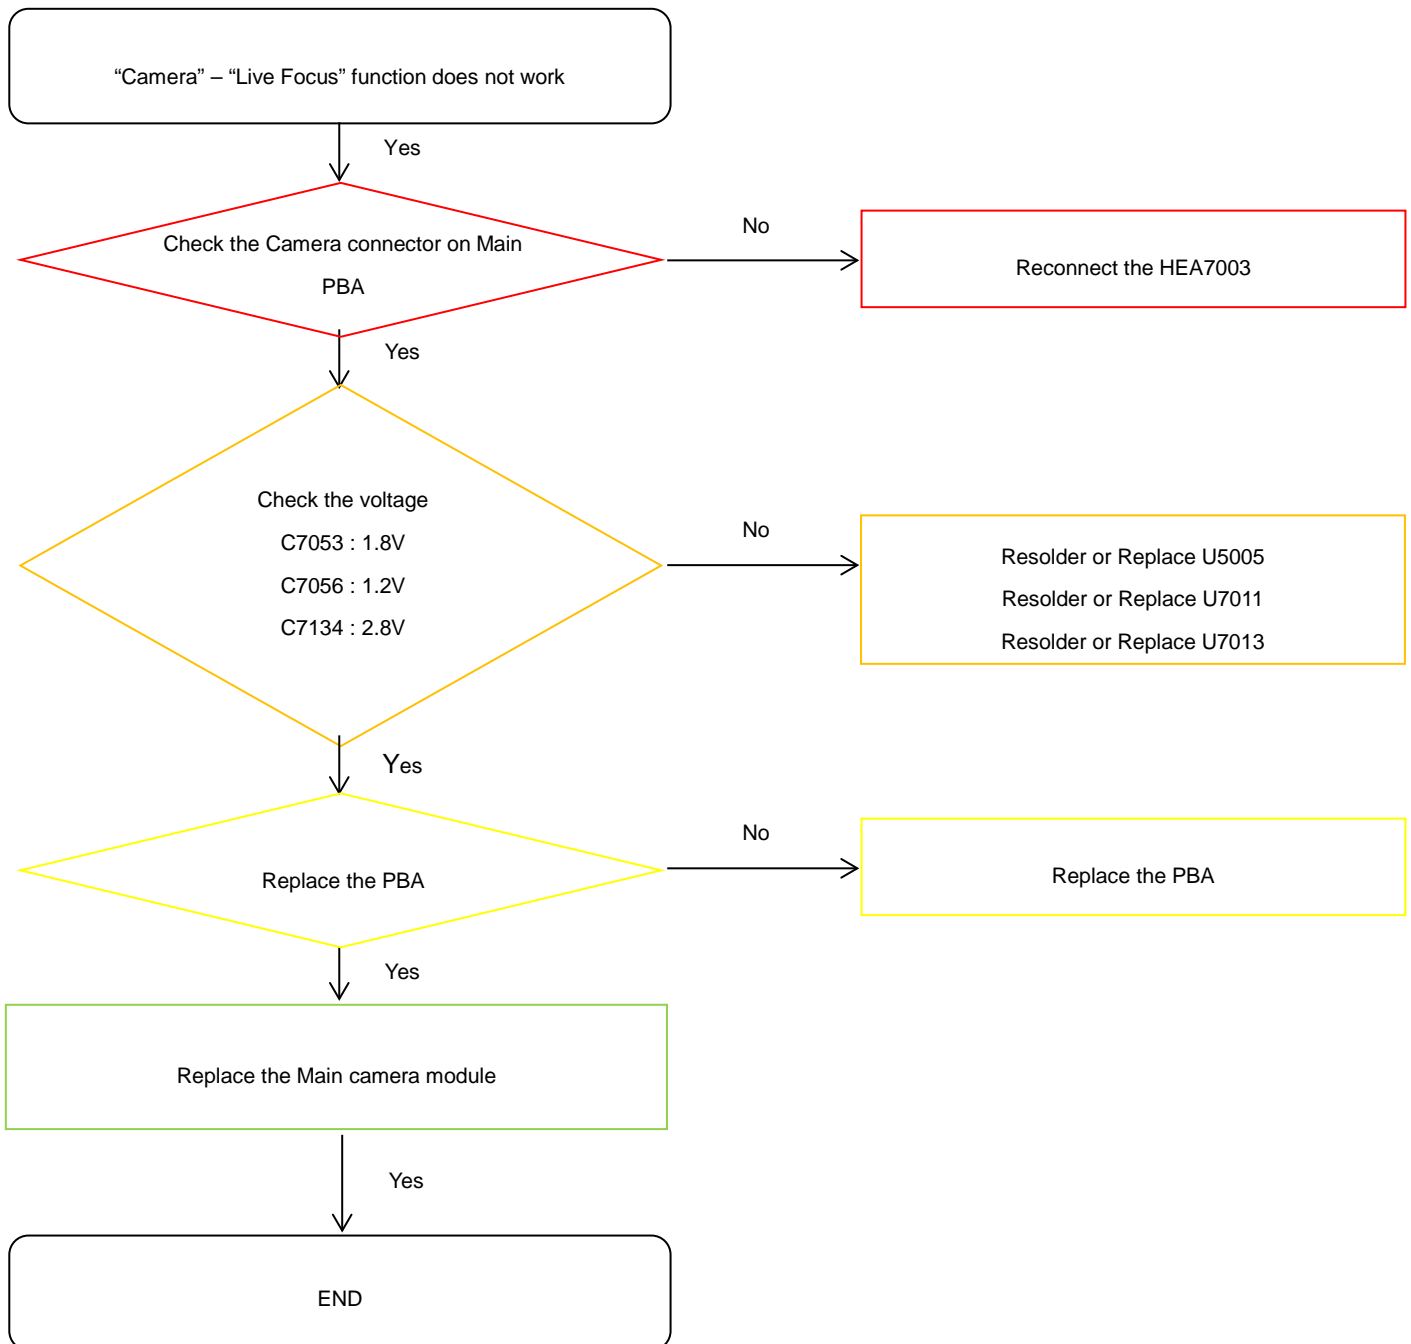 “Camera” – “Live Focus” function does not work
Yes
Check the Camera connector on Main
PBA
No
Reconnect the HEA7003
Yes
Check the voltage
C7053 : 1.8V
C7056 : 1.2V
C7134 : 2.8V
No
Resolder or Replace U5005
Resolder or Replace U7011
Resolder or Replace U7013
Yes
Replace the PBA
No
Replace the PBA
Yes
Replace the Main camera module
Yes
END